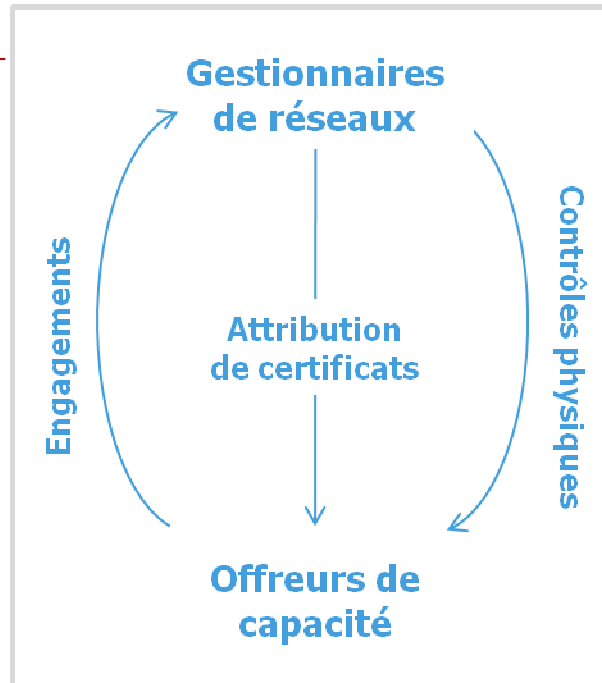 Gestionnaires
de réseaux
Engagements
Attribution
de certificats
Contrôles physiques
Offreurs de
capacité